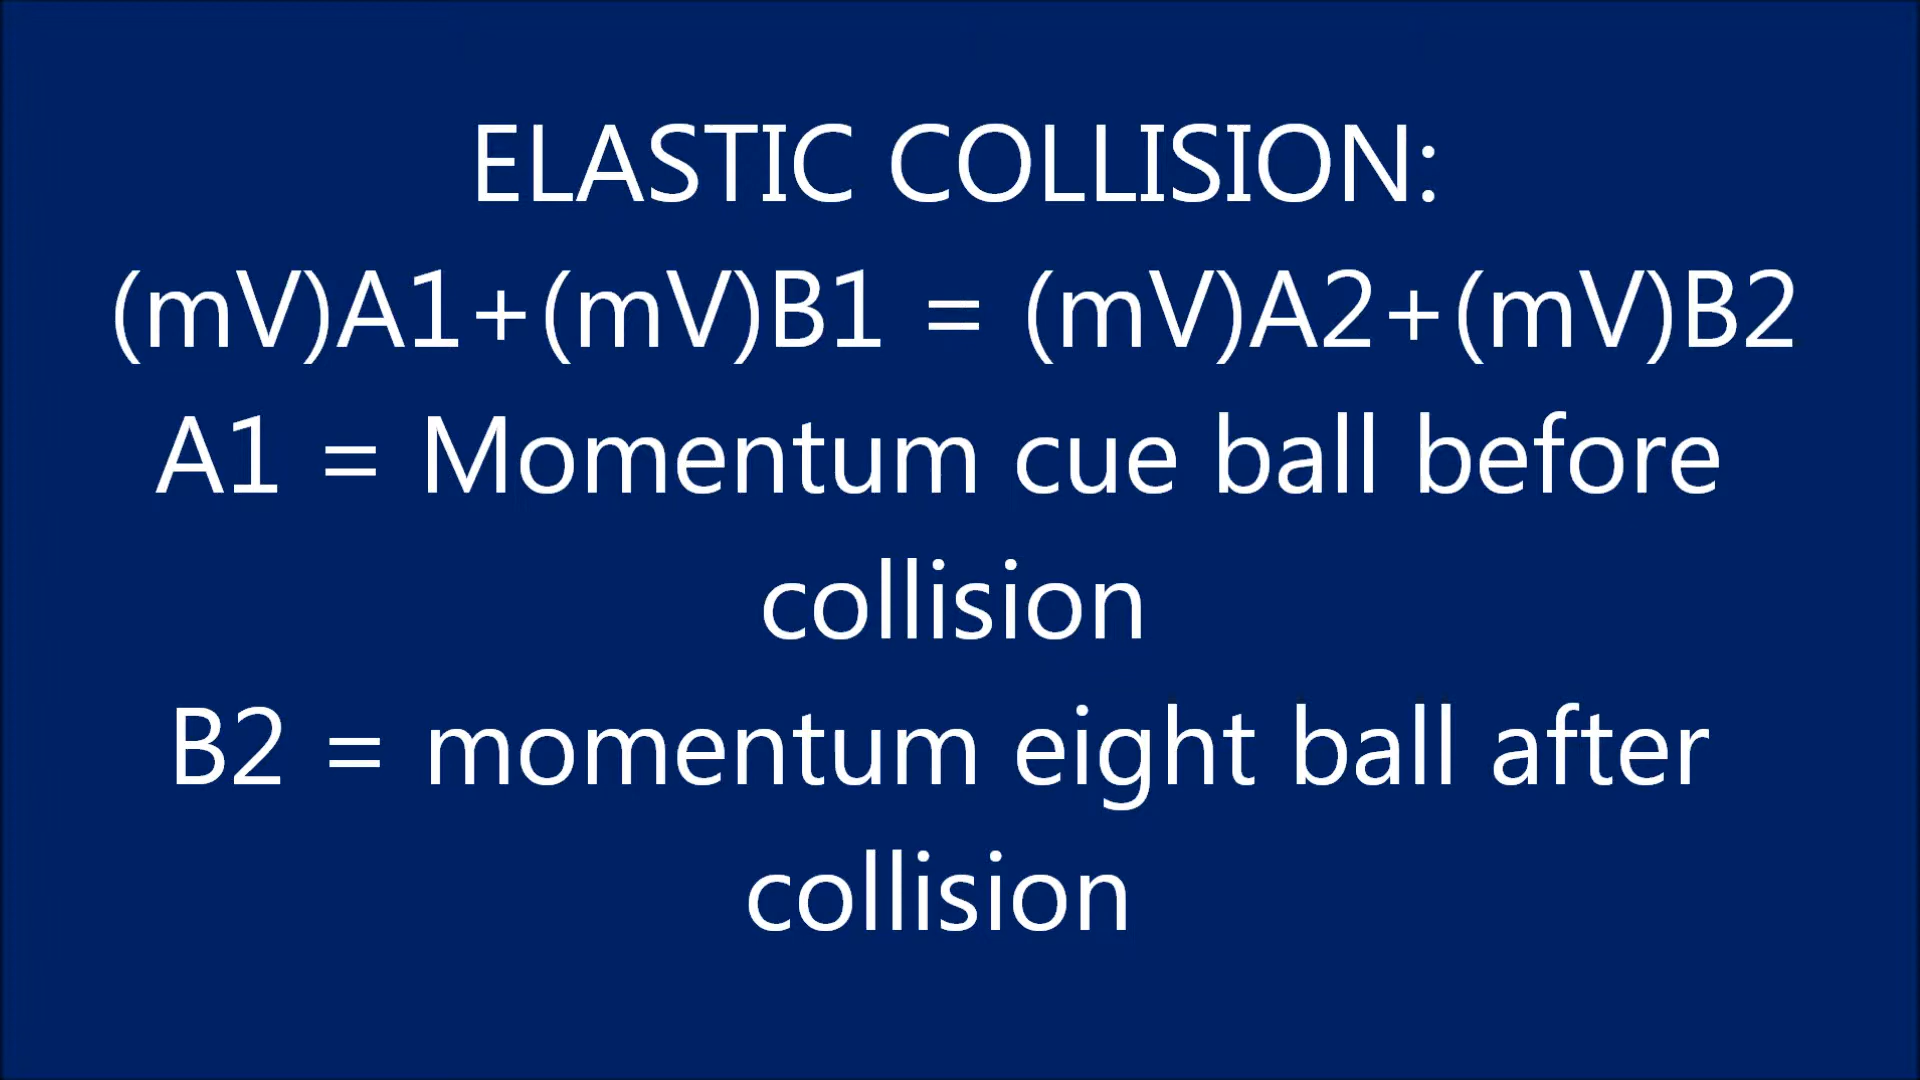 ELASTIC COLLISION:
(mV)A1+(mV)B1 = (mV)A2+(mV)B2
A1 = Momentum cue ball before
collision
B2 = momentum eight ball after
collision